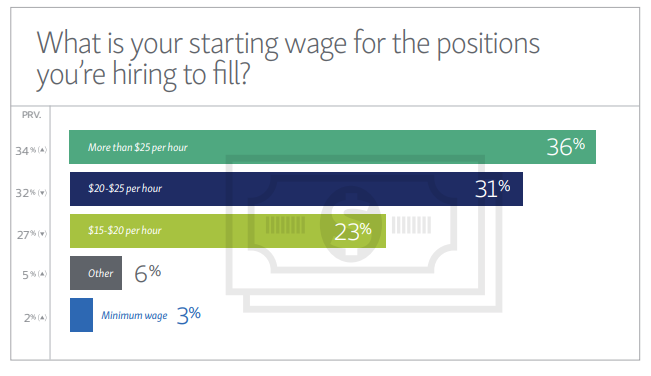 What is your starting wage for the positions
you're hiring to fill?
PRV.
34%(▲) More than $25 per hour 36%
32%(▼) $20-$25 per hour 31%
27%(▼) $15-$20 per hour 23%
5%(▲) Other 6%
2%(▲) Minimum wage 3%